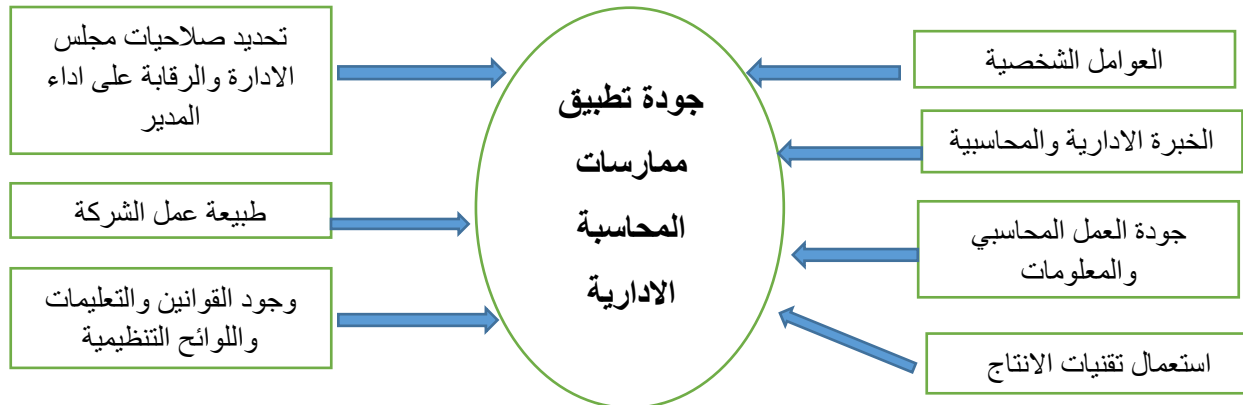 العوامل الشخصية
الخبرة الادارية والمحاسبية
جودة العمل المحاسبي
والمعلومات
استعمال تقنيات الانتاج
جودة تطبيق
ممارسات
المحاسبة
الادارية
تحديد صلاحيات مجلس
الادارة والرقابة على اداء
المدير
طبيعة عمل الشركة
وجود القوانين والتعليمات
واللوائح التنظيمية